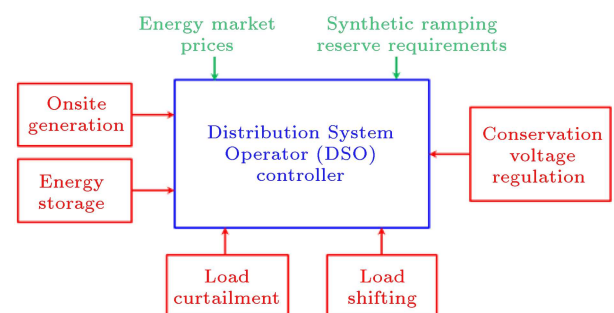 Energy market
prices
Synthetic ramping
reserve requirements
Onsite
generation
Distribution System
Operator (DSO)
controller
Conservation
voltage
regulation
Energy
storage
Load
curtailment
Load
shifting